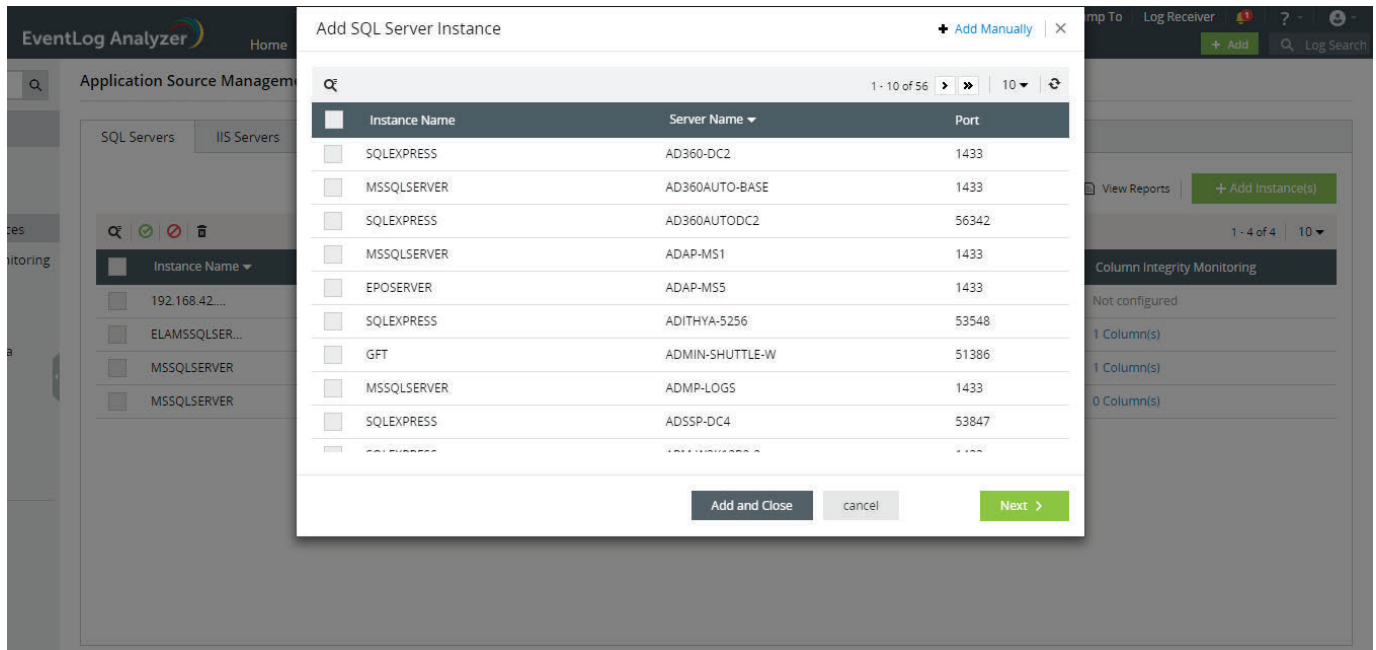 EventLog Analyzer
Home
Jump To Log Receiver 1 ?
+ Add Log Search
Application Source Managem
SQL Servers IIS Servers
View Reports + Add Instance(s)
ces
1 - 4 of 4 10
nitoring
Instance Name Column Integrity Monitoring
192.168.42.... Not configured
ELAMSSQLSER... 1 Column(s)
a
MSSQLSERVER 1 Column(s)
MSSQLSERVER 0 Column(s)
Add SQL Server Instance + Add Manually
1 - 10 of 56 10
Instance Name Server Name Port
SQLEXPRESS AD360-DC2 1433
MSSQLSERVER AD360AUTO-BASE 1433
SQLEXPRESS AD360AUTODC2 56342
MSSQLSERVER ADAP-MS1 1433
EPOSERVER ADAP-MS5 1433
SQLEXPRESS ADITHYA-5256 53548
GFT ADMIN-SHUTTLE-W 51386
MSSQLSERVER ADMP-LOGS 1433
SQLEXPRESS ADSSP-DC4 53847
Add and Close cancel Next >